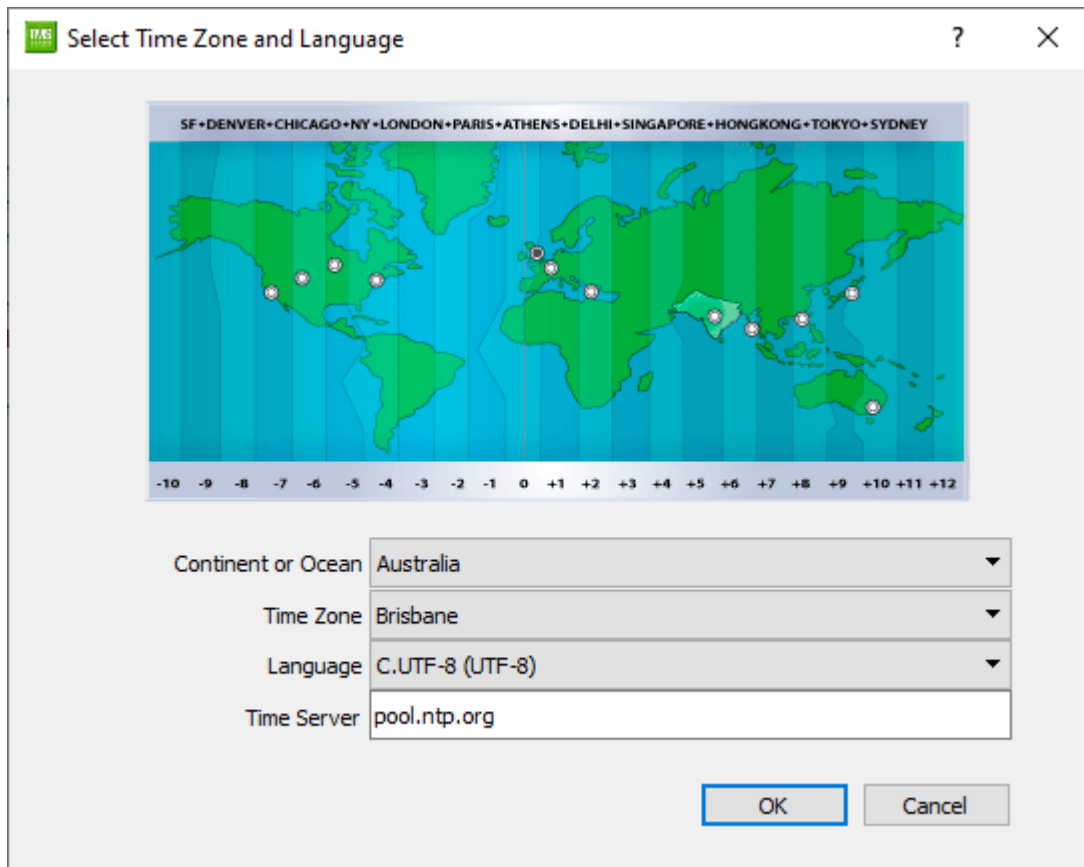 TMS
Select Time Zone and Language
?
SF+DENVER+CHICAGO+NY+LONDON+PARIS+ATHENS+DELHI+SINGAPORE+HONGKONG+TOKYO+SYDNEY
-10 -9 -8 -7 -6 -5 -4 -3 -2 -1 0 +1 +2 +3 +4 +5 +6 +7 +8 +9 +10 +11 +12
Continent or Ocean Australia
Time Zone Brisbane
Language C.UTF-8 (UTF-8)
Time Server pool.ntp.org
OK Cancel